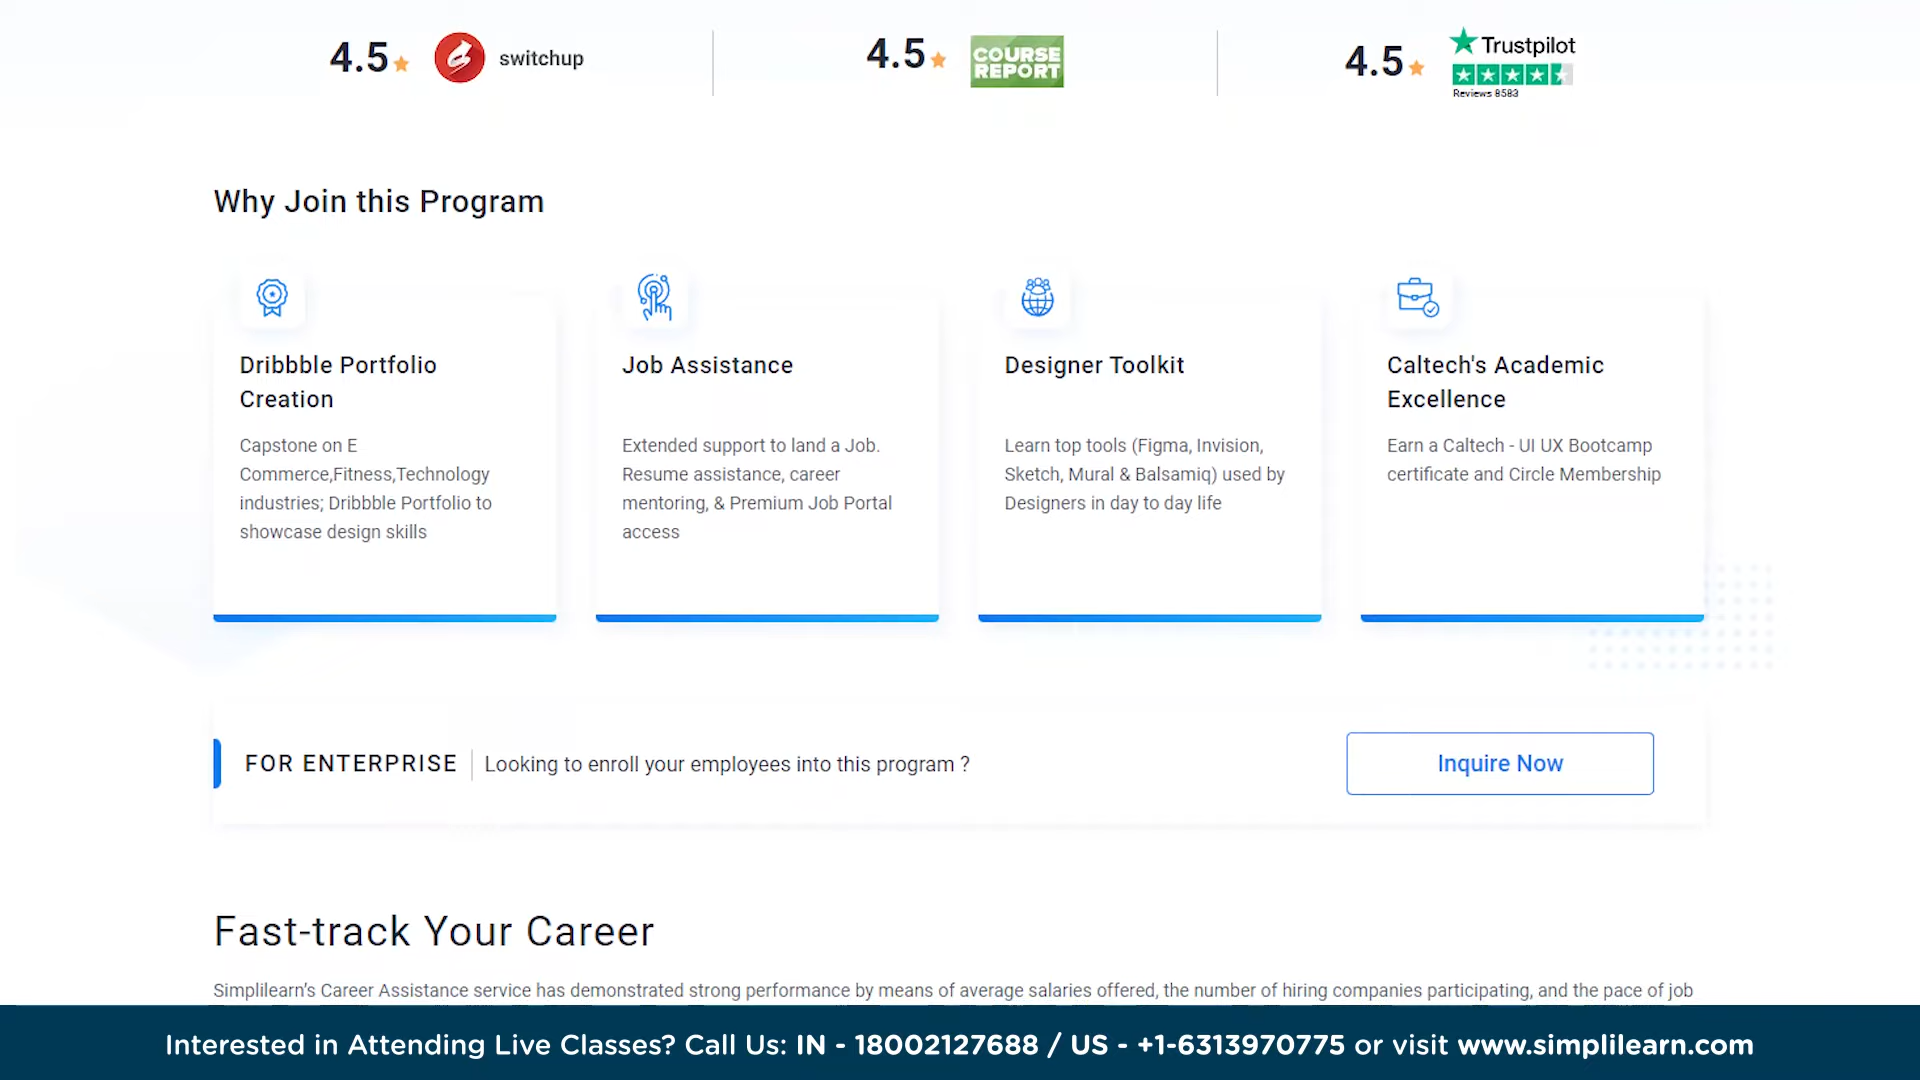 4.5 switchup
4.5 COURSE REPORT
4.5 Trustpilot
Reviews 8583
Why Join this Program
Dribbble Portfolio
Creation
Capstone on E
Commerce,Fitness,Technology
industries; Dribbble Portfolio to
showcase design skills
Job Assistance
Extended support to land a Job.
Resume assistance, career
mentoring, & Premium Job Portal
access
Designer Toolkit
Learn top tools (Figma, Invision,
Sketch, Mural & Balsamiq) used by
Designers in day to day life
Caltech's Academic
Excellence
Earn a Caltech - UI UX Bootcamp
certificate and Circle Membership
FOR ENTERPRISE Looking to enroll your employees into this program ?
Inquire Now
Fast-track Your Career
Simplilearn’s Career Assistance service has demonstrated strong performance by means of average salaries offered, the number of hiring companies participating, and the pace of job
Interested in Attending Live Classes? Call Us: IN - 18002127688 / US - +1-6313970775 or visit www.simplilearn.com